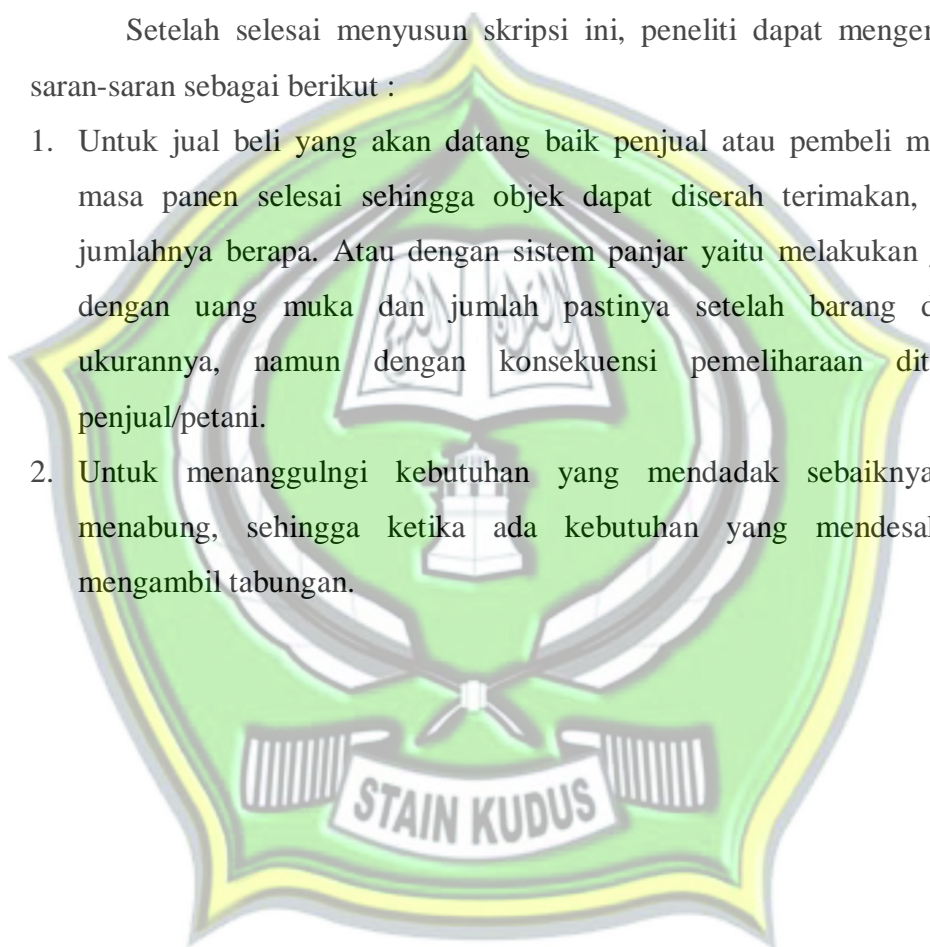 Setelah selesai menyusun skripsi ini, peneliti dapat
saran-saran sebagai berikut :
1. Untuk jual beli yang akan datang baik penjual atau pembeli
masa panen selesai sehingga objek dapat diserah terimakan,
jumlahnya berapa. Atau dengan sistem panjar yaitu melakukan
dengan uang muka dan jumlah pastinya setelah barang
ukurannya, namun dengan konsekuensi pemeliharaan
penjual/petani.
2. Untuk menanggulngi kebutuhan yang mendadak sebaiknya
menabung, sehingga ketika ada kebutuhan yang
mengambil tabungan.
STAIN KUDUS